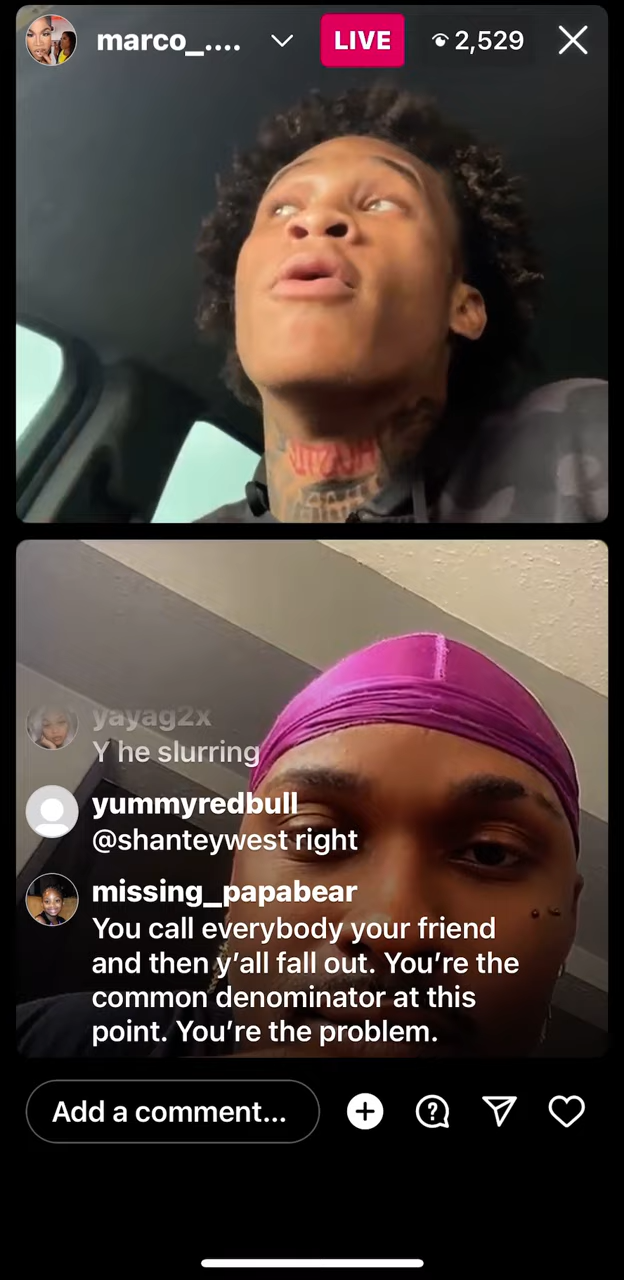 marco_.... LIVE 2,529
yayag2x
Y he slurring
yummyredbull
@shanteywest right
missing_papabear
You call everybody your friend
and then y’all fall out. You’re the
common denominator at this
point. You’re the problem.
Add a comment...